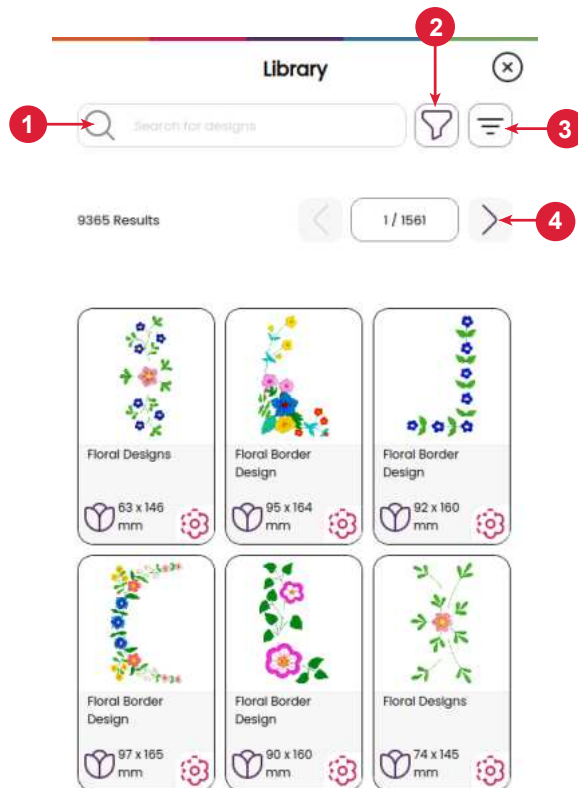 2
Library
1
Search for designs
3
9365 Results
1 / 1561
4
Floral Designs
63 x 146
mm
Floral Border
Design
95 x 164
mm
Floral Border
Design
92 x 160
mm
Floral Border
Design
97 x 165
mm
Floral Border
Design
90 x 160
mm
Floral Designs
74 x 145
mm